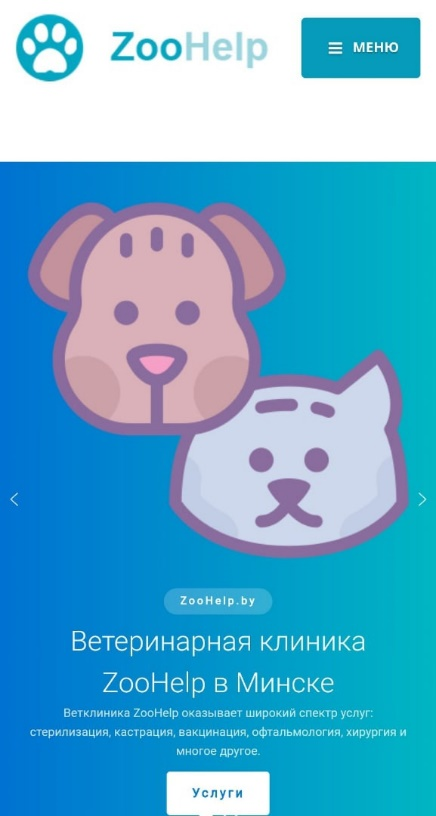 ZooHelp
МЕНЮ
ZooHelp.by
Ветеринарная клиника
ZooHelp в Минске
Ветклиника ZooHelp оказывает широкий спектр услуг:
стерилизация, кастрация, вакцинация, офтальмология, хирургия и
многое другое.
Услуги